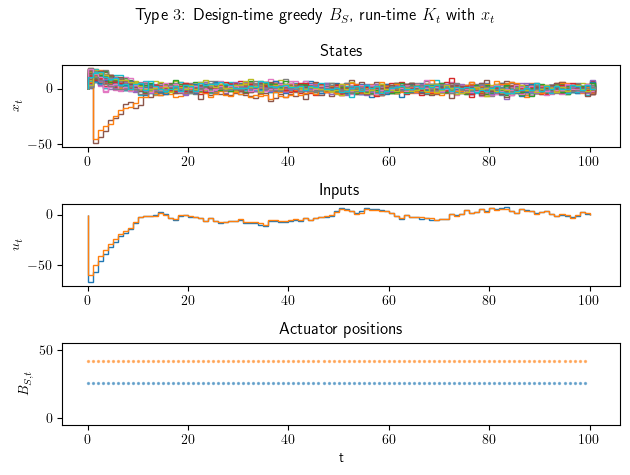 Type 3: Design-time greedy $B_S$, run-time $K_t$ with $x_t$
States
0
−50
$x_t$
0 20 40 60 80 100
Inputs
0
−50
$u_t$
0 20 40 60 80 100
Actuator positions
50
0
$B_{S,t}$
0 20 40 60 80 100
t